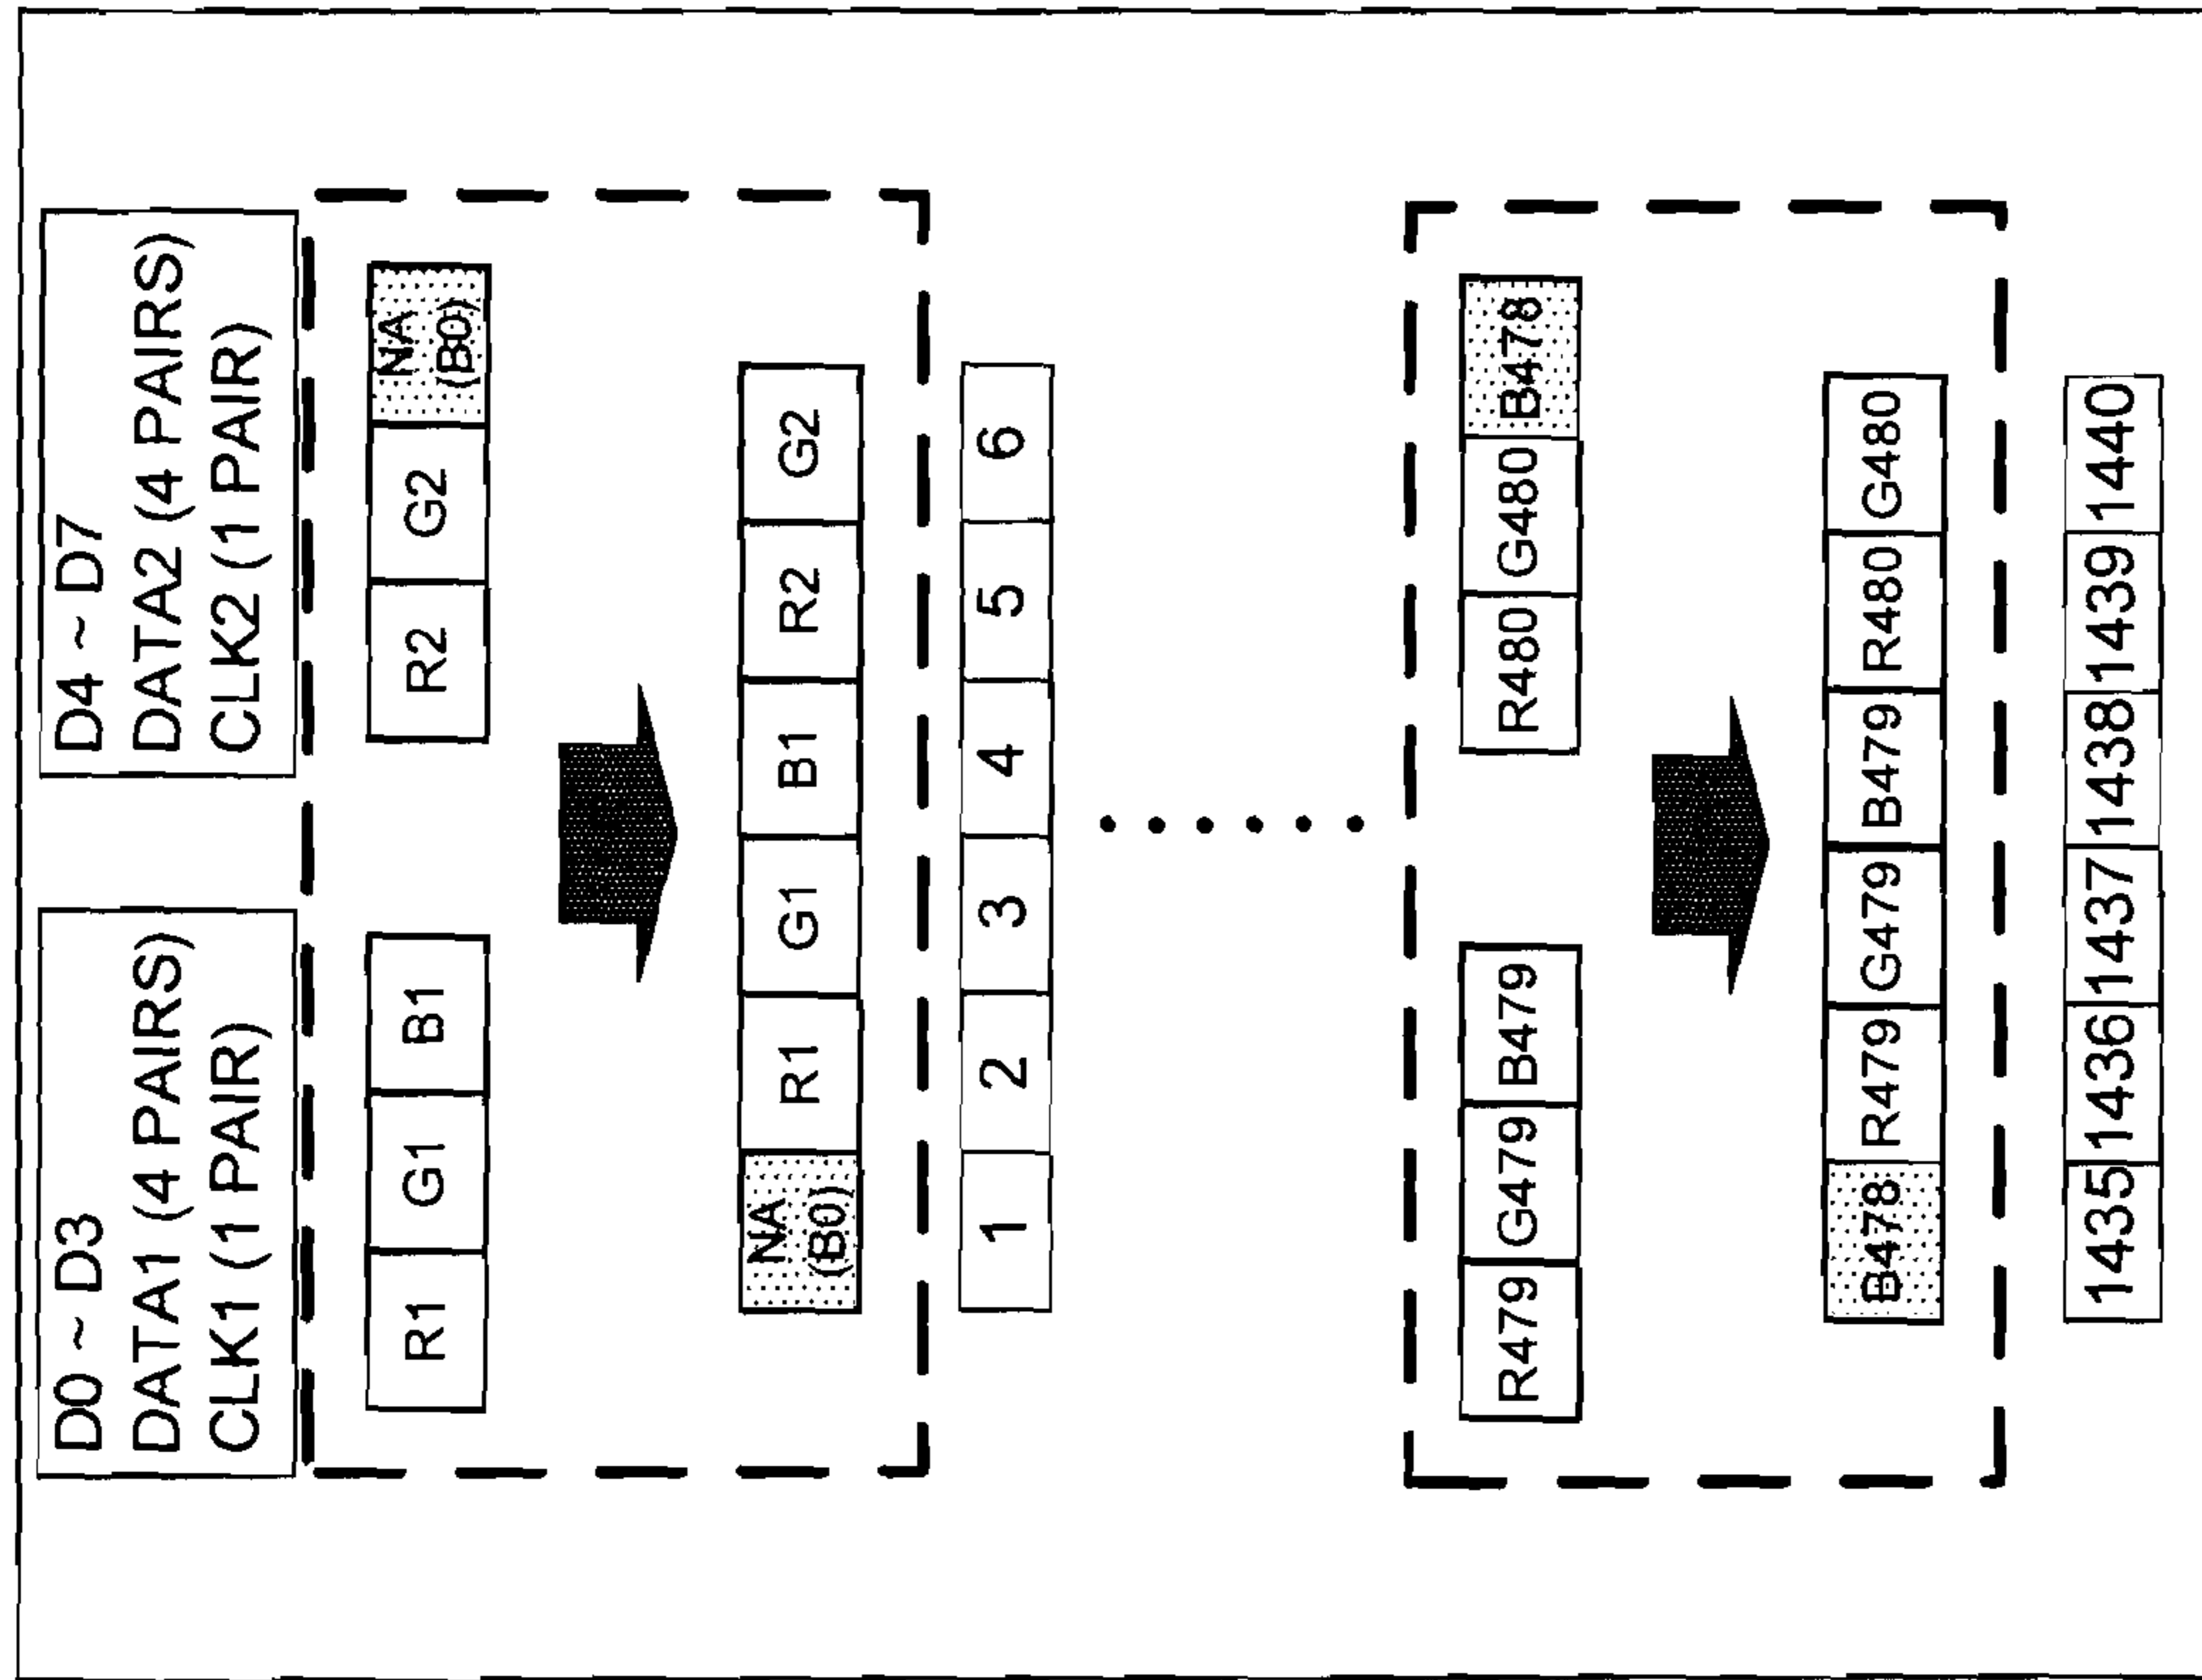 D0 ~ D3
DATA1 (4 PAIRS)
CLK1 (1 PAIR)
D4 ~ D7
DATA2 (4 PAIRS)
CLK2 (1 PAIR)
R1 G1 B1
R2 G2 NA (B0)
NA (B0) R1 G1 B1 R2 G2
1 2 3 4 5 6
R479 G479 B479
R480 G480 B478
B478 R479 G479 B479 R480 G480
1435 1436 1437 1438 1439 1440